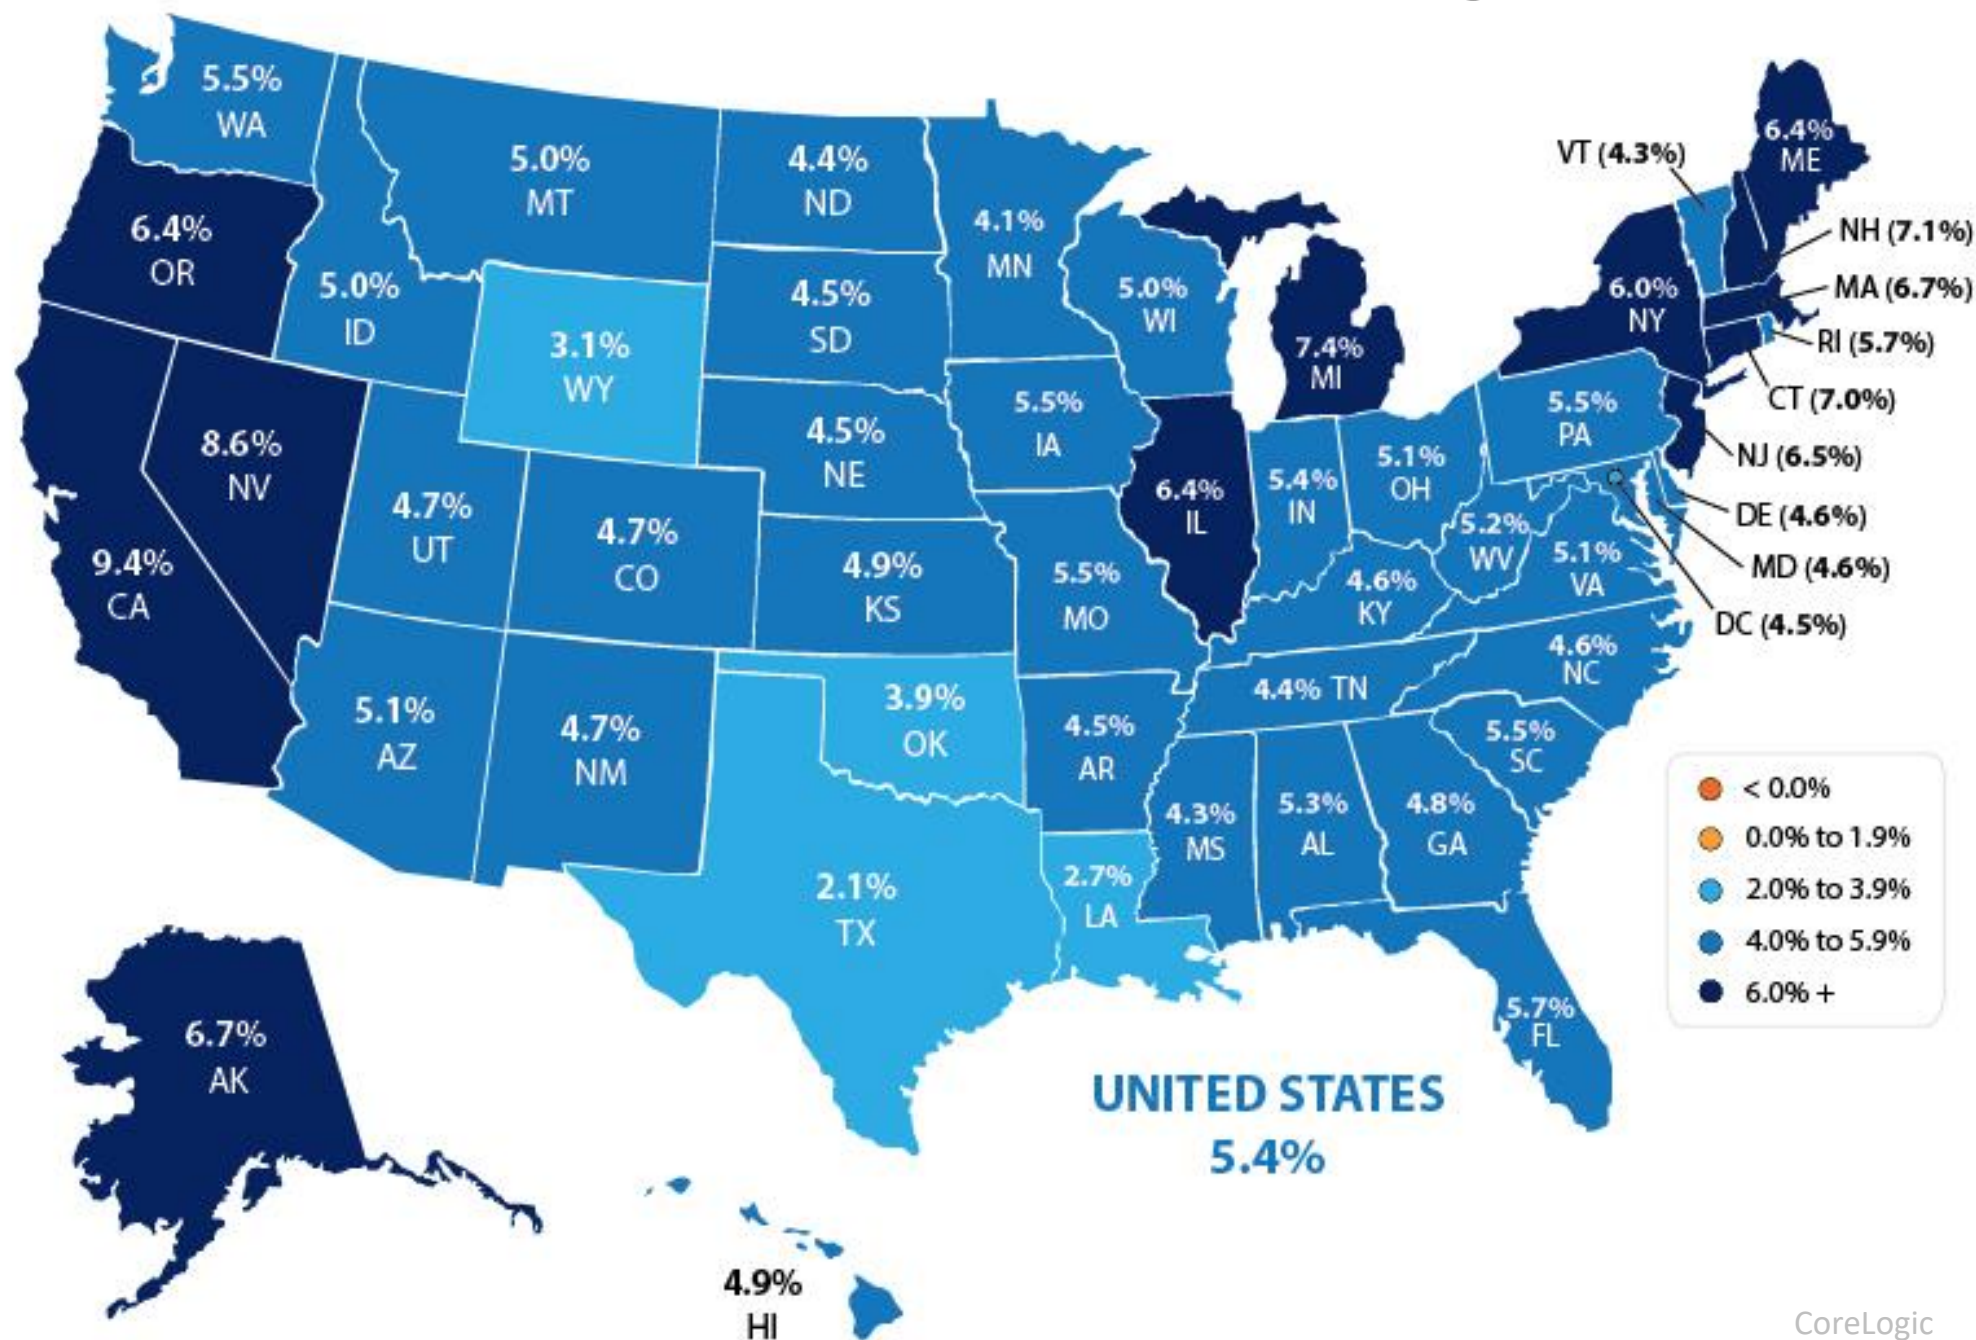 5.5%
WA
6.4%
OR
5.0%
MT
5.0%
ID
3.1%
WY
8.6%
NV
9.4%
CA
4.7%
UT
4.7%
CO
5.1%
AZ
4.7%
NM
4.4%
ND
4.5%
SD
4.5%
NE
4.9%
KS
3.9%
OK
2.1%
TX
4.1%
MN
5.5%
IA
5.5%
MO
4.5%
AR
2.7%
LA
5.0%
WI
6.4%
IL
7.4%
MI
5.4%
IN
5.1%
OH
4.6%
KY
4.4% TN
4.3%
MS
5.3%
AL
4.8%
GA
5.7%
FL
5.5%
SC
4.6%
NC
5.1%
VA
5.2%
WV
5.5%
PA
6.0%
NY
6.4%
ME
VT (4.3%)
NH (7.1%)
MA (6.7%)
RI (5.7%)
CT (7.0%)
NJ (6.5%)
DE (4.6%)
MD (4.6%)
DC (4.5%)
< 0.0%
0.0% to 1.9%
2.0% to 3.9%
4.0% to 5.9%
6.0% +
6.7%
AK
4.9%
HI
UNITED STATES
5.4%
CoreLogic